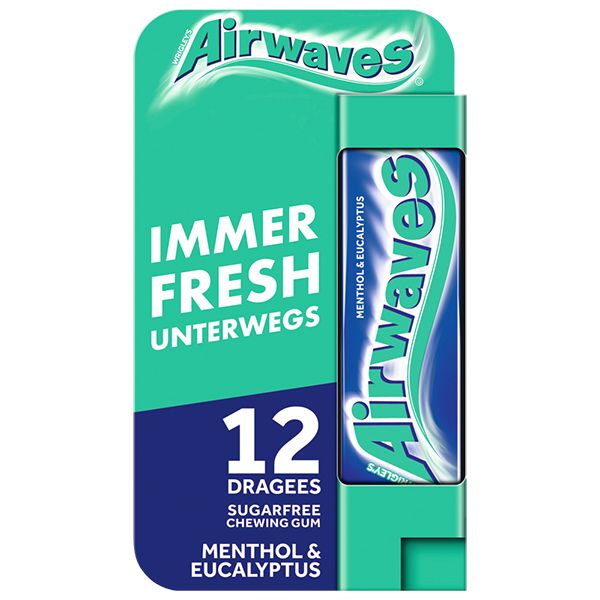 WRIGLEY'S
Airwaves®
IMMER
FRESH
UNTERWEGS
12
DRAGEES
SUGARFREE
CHEWING GUM
MENTHOL &
EUCALYPTUS
MENTHOL & EUCALYPTUS
WRIGLEY'S
Airwaves